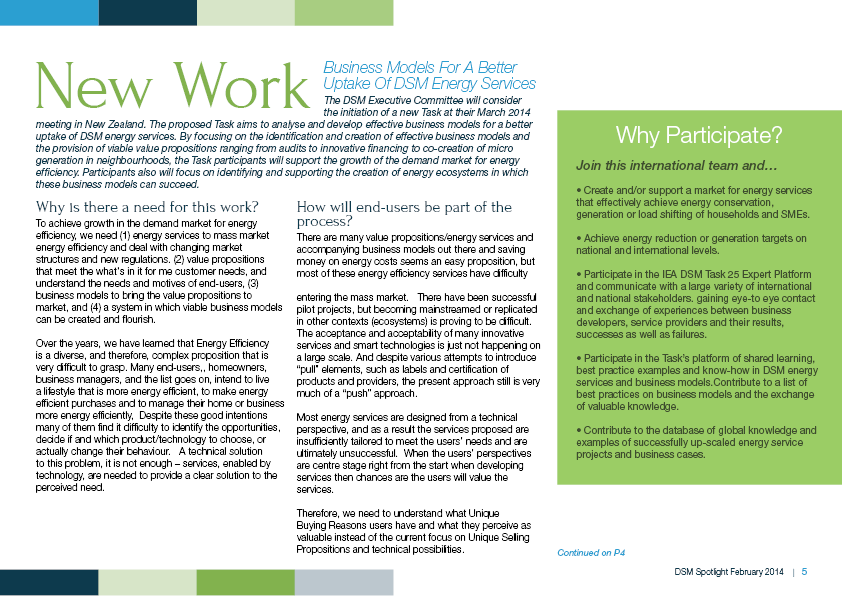 New Work
Business Models For A Better
Uptake Of DSM Energy Services
The DSM Executive Committee will consider
the initiation of a new Task at their March 2014
meeting in New Zealand. The proposed Task aims to analyse and develop effective business models for a better
uptake of DSM energy services. By focusing on the identification and creation of effective business models and
the provision of viable value propositions ranging from audits to innovative financing to co-creation of micro
generation in neighbourhoods, the Task participants will support the growth of the demand market for energy
efficiency. Participants also will focus on identifying and supporting the creation of energy ecosystems in which
these business models can succeed.
Why is there a need for this work?
To achieve growth in the demand market for energy
efficiency, we need (1) energy services to mass market
energy efficiency and deal with changing market
structures and new regulations. (2) value propositions
that meet the what's in it for me customer needs, and
understand the needs and motives of end-users, (3)
business models to bring the value propositions to
market, and (4) a system in which viable business models
can be created and flourish.
Over the years, we have learned that Energy Efficiency
is a diverse, and therefore, complex proposition that is
very difficult to grasp. Many end-users,, homeowners,
business managers, and the list goes on, intend to live
a lifestyle that is more energy efficient, to make energy
efficient purchases and to manage their home or business
more energy efficiently, Despite these good intentions
many of them find it difficulty to identify the opportunities,
decide if and which product/technology to choose, or
actually change their behaviour. A technical solution
to this problem, it is not enough – services, enabled by
technology, are needed to provide a clear solution to the
perceived need.
How will end-users be part of the
process?
There are many value propositions/energy services and
accompanying business models out there and saving
money on energy costs seems an easy proposition, but
most of these energy efficiency services have difficulty
entering the mass market. There have been successful
pilot projects, but becoming mainstreamed or replicated
in other contexts (ecosystems) is proving to be difficult.
The acceptance and acceptability of many innovative
services and smart technologies is just not happening on
a large scale. And despite various attempts to introduce
"pull" elements, such as labels and certification of
products and providers, the present approach still is very
much of a "push" approach.
Most energy services are designed from a technical
perspective, and as a result the services proposed are
insufficiently tailored to meet the users' needs and are
ultimately unsuccessful. When the users' perspectives
are centre stage right from the start when developing
services then chances are the users will value the
services.
Therefore, we need to understand what Unique
Buying Reasons users have and what they perceive as
valuable instead of the current focus on Unique Selling
Propositions and technical possibilities.
Why Participate?
Join this international team and…
• Create and/or support a market for energy services
that effectively achieve energy conservation,
generation or load shifting of households and SMEs.
• Achieve energy reduction or generation targets on
national and international levels.
• Participate in the IEA DSM Task 25 Expert Platform
and communicate with a large variety of international
and national stakeholders. gaining eye-to eye contact
and exchange of experiences between business
developers, service providers and their results,
successes as well as failures.
• Participate in the Task's platform of shared learning,
best practice examples and know-how in DSM energy
services and business models.Contribute to a list of
best practices on business models and the exchange
of valuable knowledge.
• Contribute to the database of global knowledge and
examples of successfully up-scaled energy service
projects and business cases.
Continued on P4
DSM Spotlight February 2014 | 5